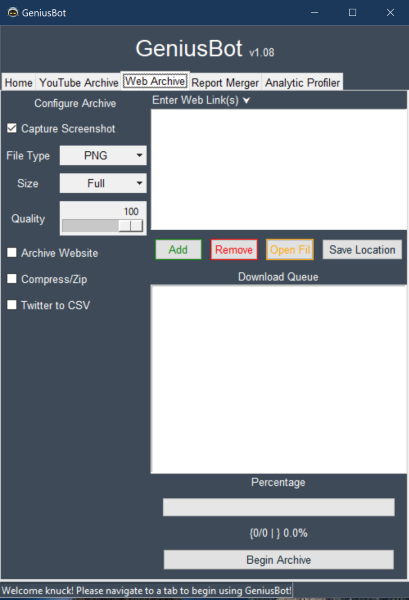 GeniusBot
GeniusBot v1.08
Home YouTube Archive Web Archive Report Merger Analytic Profiler
Configure Archive
Capture Screenshot
File Type PNG
Size Full
Quality 100
Archive Website
Compress/Zip
Twitter to CSV
Enter Web Link(s)
Add Remove Open Fil Save Location
Download Queue
Percentage
{0/0 | } 0.0%
Begin Archive
Welcome knuck! Please navigate to a tab to begin using GeniusBot!